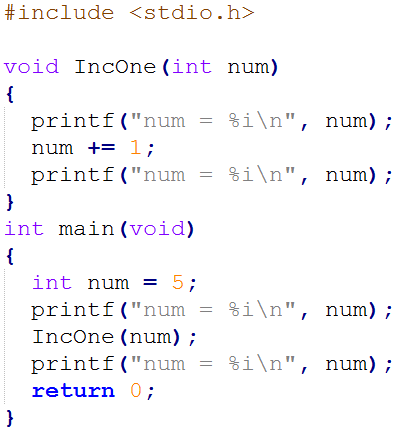 #include <stdio.h>

void IncOne(int num)
{
  printf("num = %i\n", num);
  num += 1;
  printf("num = %i\n", num);
}
int main(void)
{
  int num = 5;
  printf("num = %i\n", num);
  IncOne(num);
  printf("num = %i\n", num);
  return 0;
}